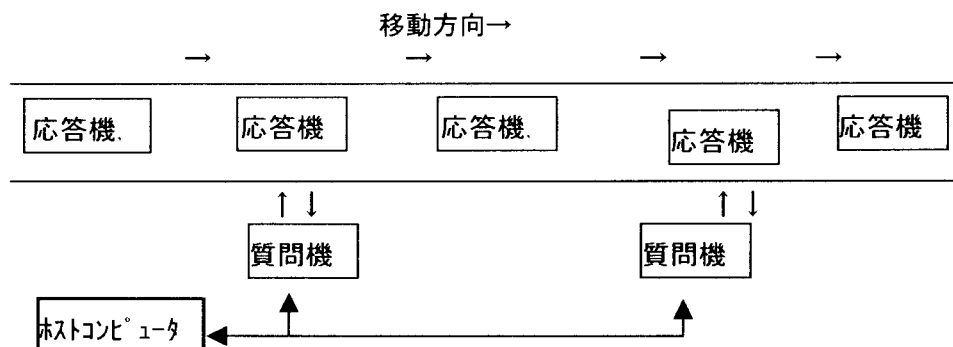 移動方向→
→ → → →
応答機. 応答機 応答機. 応答機 応答機
↑ ↓ ↑ ↓
質問機 質問機
ﾎｽﾄｺﾝﾋﾟｭｰﾀ